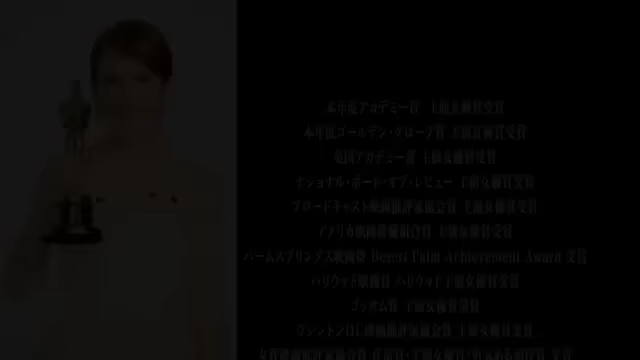 本年度アカデミー賞 主演女優賞受賞
本年度ゴールデン・グローブ賞 主演女優賞受賞
英国アカデミー賞 主演女優賞受賞
ナショナル・ボード・オブ・レビュー 主演女優賞受賞
ブロードキャスト映画批評家協会賞 主演女優賞受賞
アメリカ映画俳優組合賞 主演女優賞受賞
パームスプリングス映画祭 Desert Palm Achievement Award 受賞
ハリウッド映画賞 ハリウッド主演女優賞受賞
ゴッサム賞 主演女優賞受賞
ワシントンD.C.映画批評家協会賞 主演女優賞受賞